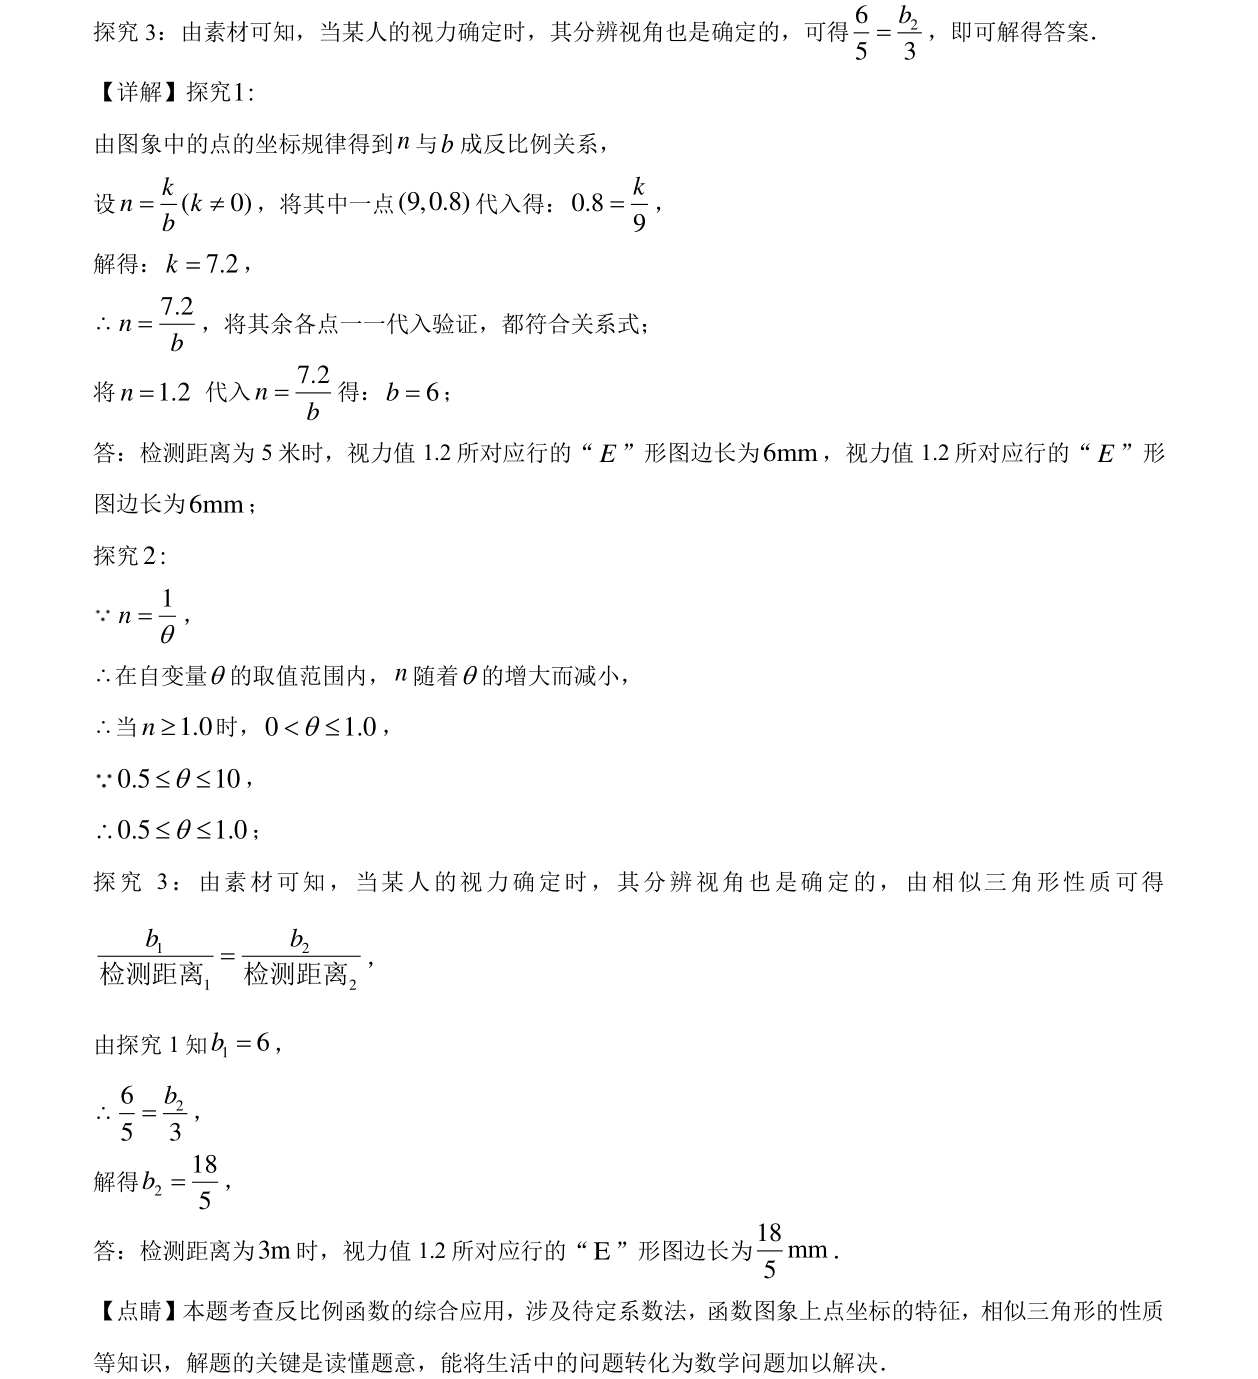 探究 3：由素材可知，当某人的视力确定时，其分辨视角也是确定的，可得 6/5 = b₂/3 ，即可解得答案．
【详解】探究1:
由图象中的点的坐标规律得到 n 与 b 成反比例关系，
设 n = k/b (k ≠ 0) ，将其中一点 (9,0.8) 代入得：0.8 = k/9 ，
解得：k = 7.2 ，
∴ n = 7.2/b ，将其余各点一一代入验证，都符合关系式；
将 n = 1.2 代入 n = 7.2/b 得：b = 6 ；
答：检测距离为 5 米时，视力值 1.2 所对应行的“ E ”形图边长为 6mm ，视力值 1.2 所对应行的“ E ”形
图边长为 6mm ；
探究 2:
∵ n = 1/θ ，
∴在自变量 θ 的取值范围内， n 随着 θ 的增大而减小，
∴当 n ≥ 1.0 时， 0 < θ ≤ 1.0 ，
∵ 0.5 ≤ θ ≤ 10 ，
∴ 0.5 ≤ θ ≤ 1.0 ；
探究 3：由素材可知，当某人的视力确定时，其分辨视角也是确定的，由相似三角形性质可得
b₁/检测距离₁ = b₂/检测距离₂ ，
由探究 1 知 b₁ = 6 ，
∴ 6/5 = b₂/3 ，
解得 b₂ = 18/5 ，
答：检测距离为 3m 时，视力值 1.2 所对应行的“ E ”形图边长为 18/5 mm ．
【点睛】本题考查反比例函数的综合应用，涉及待定系数法，函数图象上点坐标的特征，相似三角形的性质
等知识，解题的关键是读懂题意，能将生活中的问题转化为数学问题加以解决．